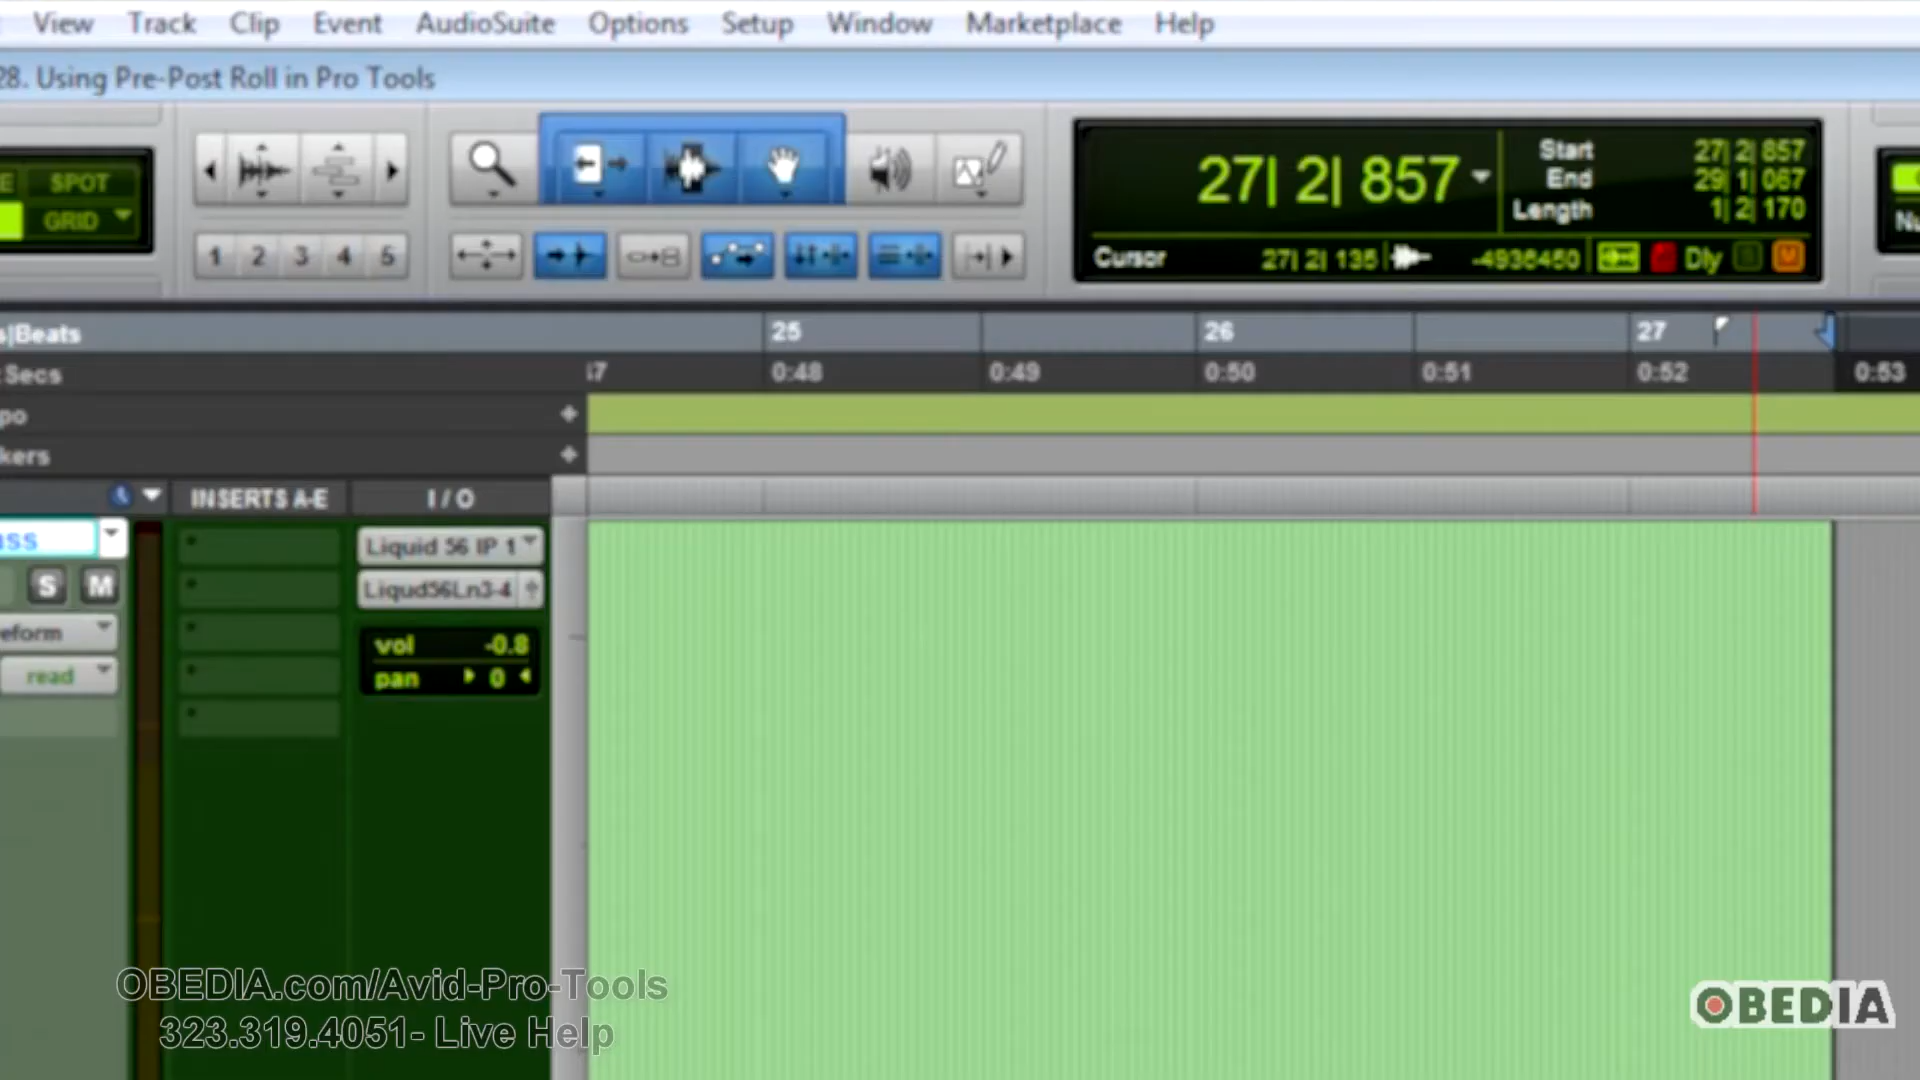 View Track Clip Event AudioSuite Options Setup Window Marketplace Help
28. Using Pre-Post Roll in Pro Tools
E SPOT
GRID
1 2 3 4 5
27| 2| 857
Start 27| 2| 857
End 29| 1| 067
Length 1| 2| 170
Cursor 27| 2| 135 -4936450 Dly
Nu
s|Beats 25 26 27
Secs 0:48 0:49 0:50 0:51 0:52 0:53
po
kers
INSERTS A-E I / O
ass
S M
eform
read
Liquid 56 IP 1
Liqud56Ln3-4
vol -0.8
pan 0
OBEDIA.com/Avid-Pro-Tools
323.319.4051- Live Help
OBEDIA